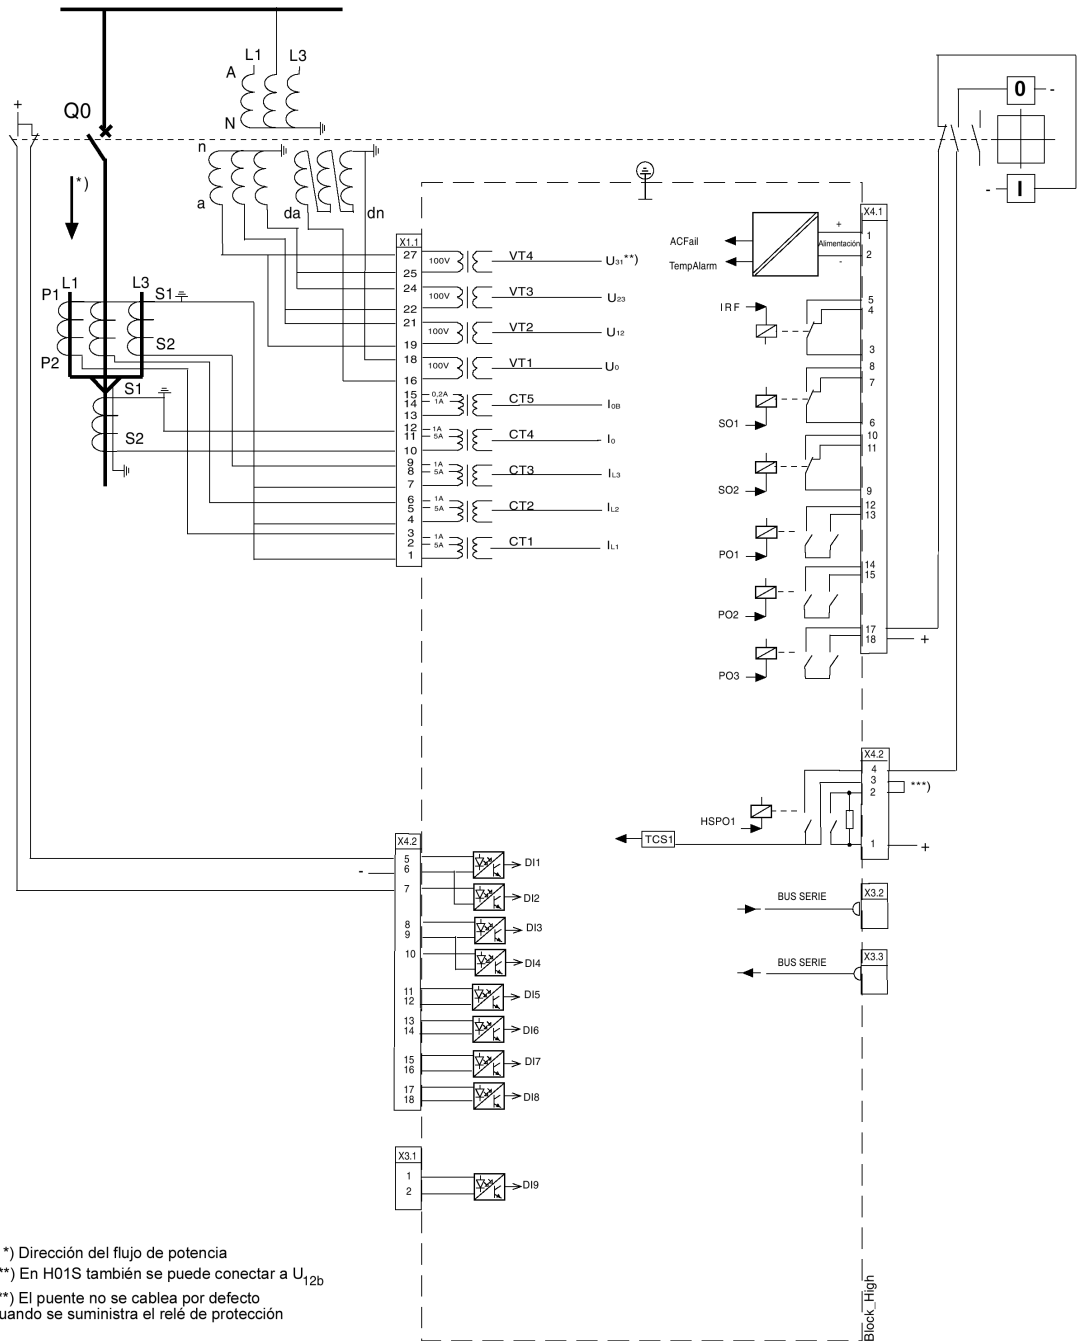 L1 L3
A
N
+
Q0
0 -
- I
*)
n
a
da
dn
X1.1
27 100V VT4 U31**)
25
24 100V VT3 U23
22
21 100V VT2 U12
19
18 100V VT1 U0
16
15 0,2A CT5 I0B
14 1A
13
12 1A CT4 I0
11 5A
10
9 1A CT3 IL3
8 5A
7
6 1A CT2 IL2
5 5A
4
3 1A CT1 IL1
2 5A
1
L1 L3
P1 S1
S2
P2
S1
S2
X4.1
ACFail
TempAlarm
+
Alimentación
-
1
2
IRF
5
4
3
8
7
SO1
6
10
11
SO2
9
12
13
PO1
14
15
PO2
17
18 +
PO3
X4.2
4
3
2 ***)
HSPO1
TCS1
1 +
X4.2
5 DI1
- 6
7 DI2
8 DI3
9
10 DI4
11 DI5
12
13 DI6
14
15 DI7
16
17 DI8
18
BUS SERIE X3.2
BUS SERIE X3.3
X3.1
1 DI9
2
Block_High
*) Dirección del flujo de potencia
**) En H01S también se puede conectar a U12b
**) El puente no se cablea por defecto
uando se suministra el relé de protección